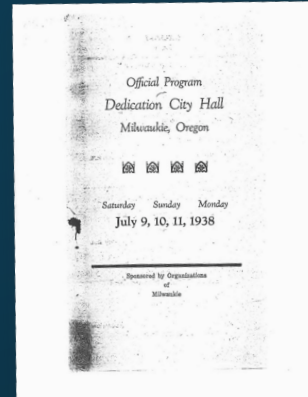 Official Program
Dedication City Hall
Milwaukie, Oregon
Saturday Sunday Monday
July 9, 10, 11, 1938
Sponsored by Organizations
of
Milwaukie